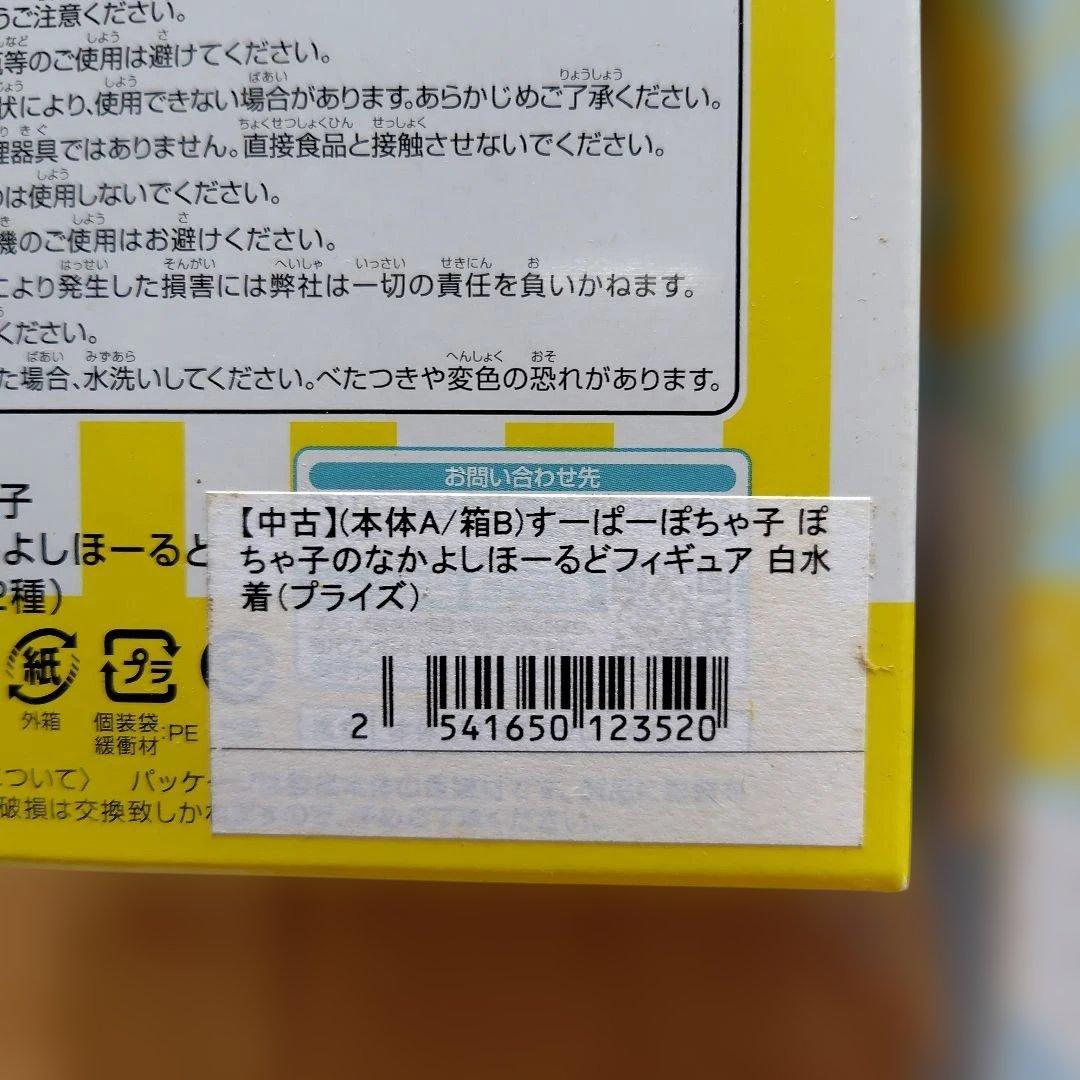 うご注意ください。
等のご使用は避けてください。
状により、使用できない場合があります。あらかじめご了承ください。
理器具ではありません。直接食品と接触させないでください。
のは使用しないでください。
機のご使用はお避けください。
により発生した損害には弊社は一切の責任を負いかねます。
ください。
た場合、水洗いしてください。べたつきや変色の恐れがあります。
お問い合わせ先
子
よしほーると
2種）
【中古】(本体A/箱B)すーぱーぽちゃ子 ぽ
ちゃ子のなかよしほーるどフィギュア 白水
着(プライズ)
2 541650 123520
紙
外箱
プラ
個装袋
緩衝材 :PE
について〉 パッケー
破損は交換致しかね